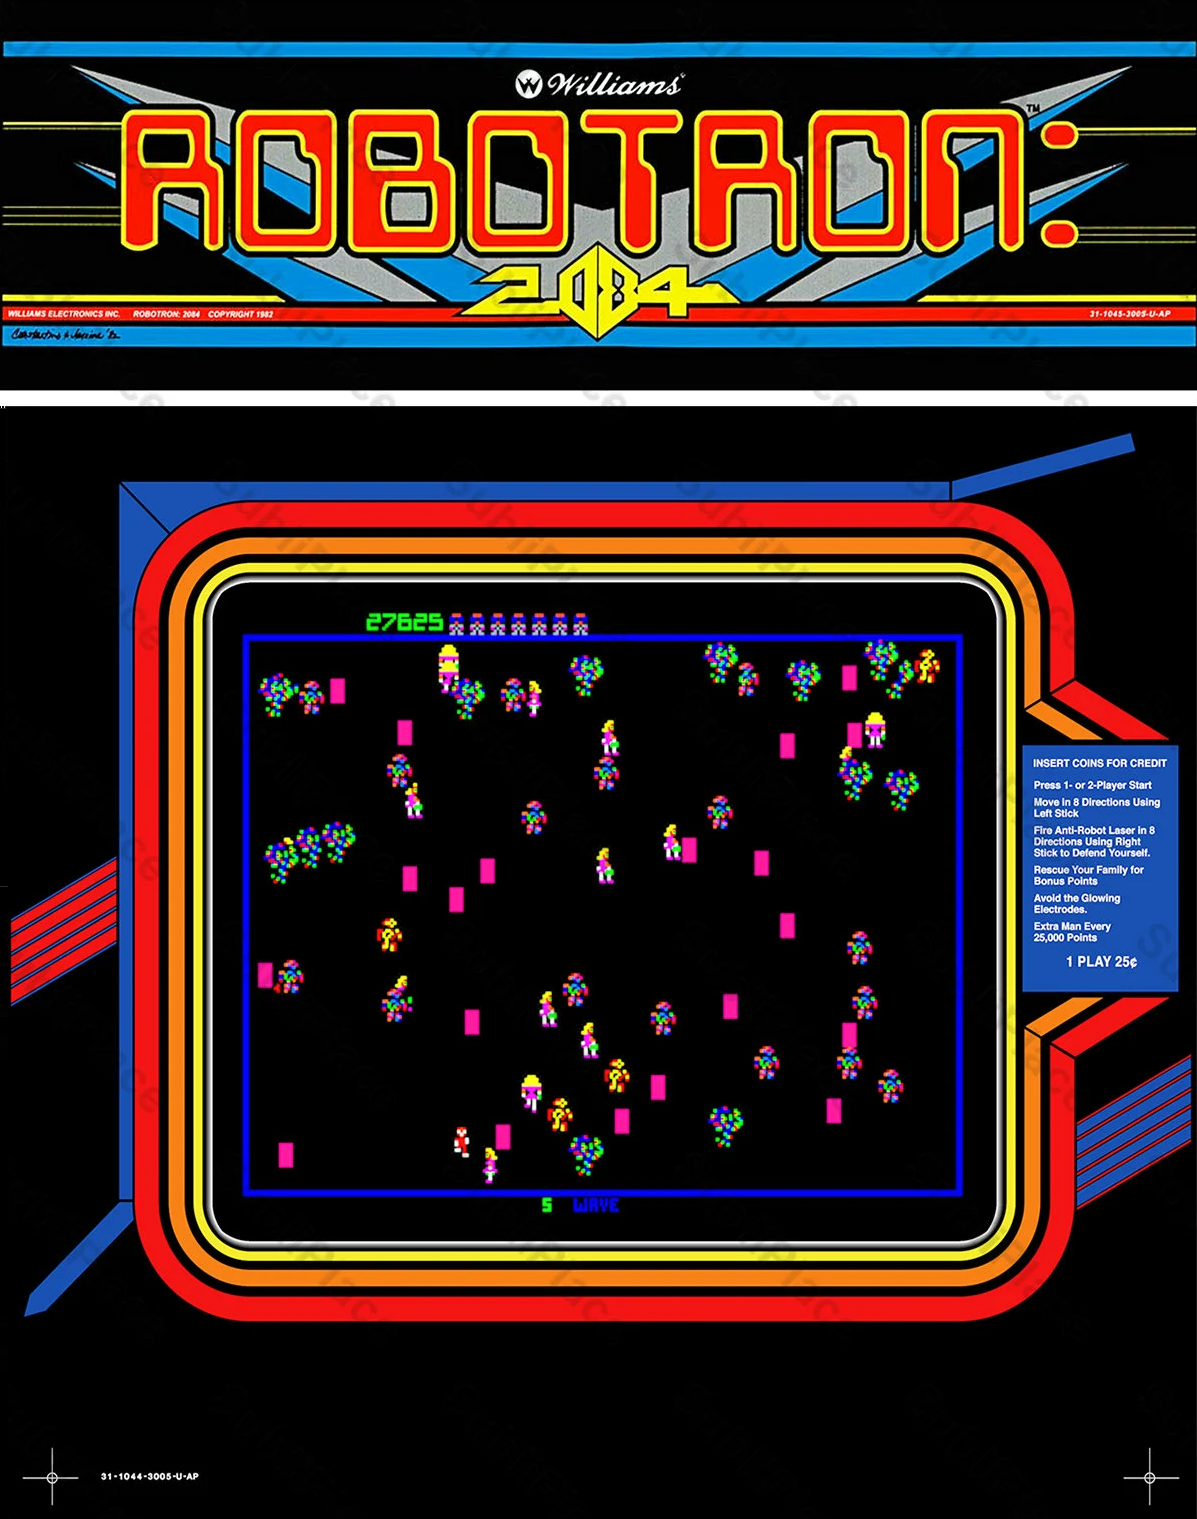 Williams
ROBOTRON:
TM
2084
WILLIAMS ELECTRONICS INC. ROBOTRON: 2084 COPYRIGHT 1982
31-1045-3005-U-AP
27625
INSERT COINS FOR CREDIT
Press 1- or 2-Player Start
Move in 8 Directions Using
Left Stick
Fire Anti-Robot Laser in 8
Directions Using Right
Stick to Defend Yourself.
Rescue Your Family for
Bonus Points
Avoid the Glowing
Electrodes.
Extra Man Every
25,000 Points
1 PLAY 25¢
5 WAVE
31-1044-3005-U-AP